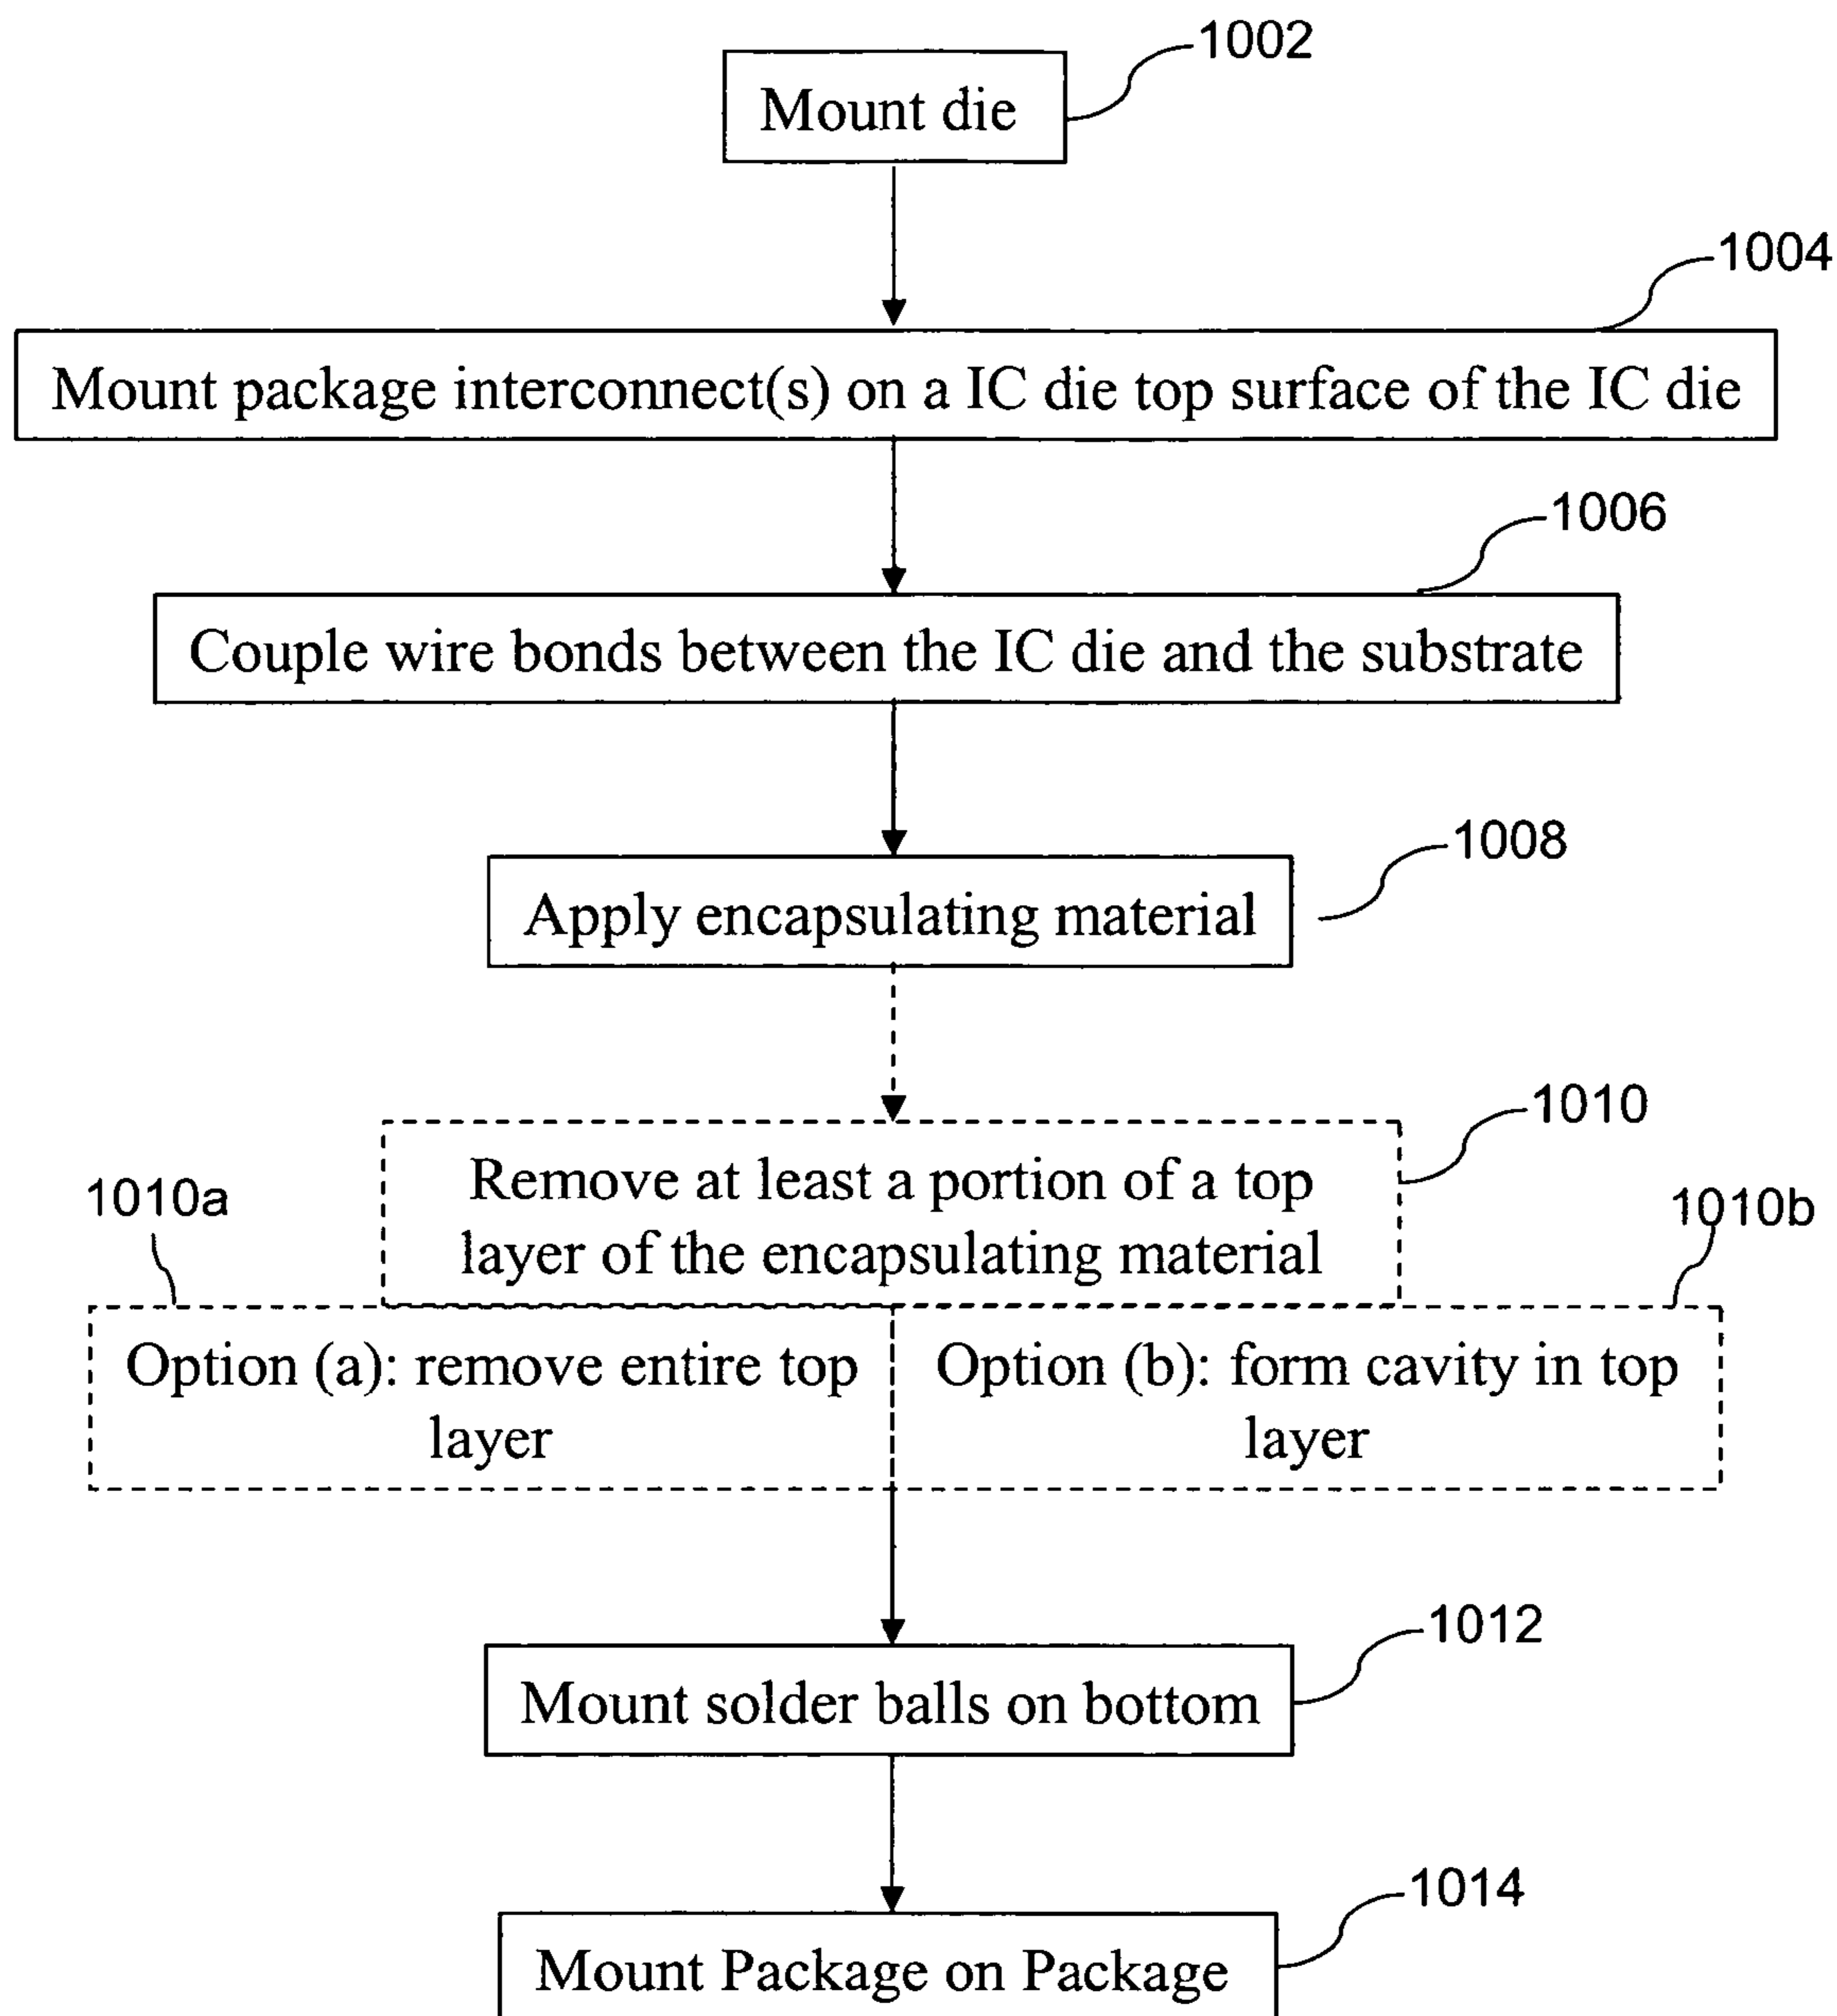 1002
Mount die
1004
Mount package interconnect(s) on a IC die top surface of the IC die
1006
Couple wire bonds between the IC die and the substrate
1008
Apply encapsulating material
1010
Remove at least a portion of a top
layer of the encapsulating material
1010a
1010b
Option (a): remove entire top
layer
Option (b): form cavity in top
layer
1012
Mount solder balls on bottom
1014
Mount Package on Package